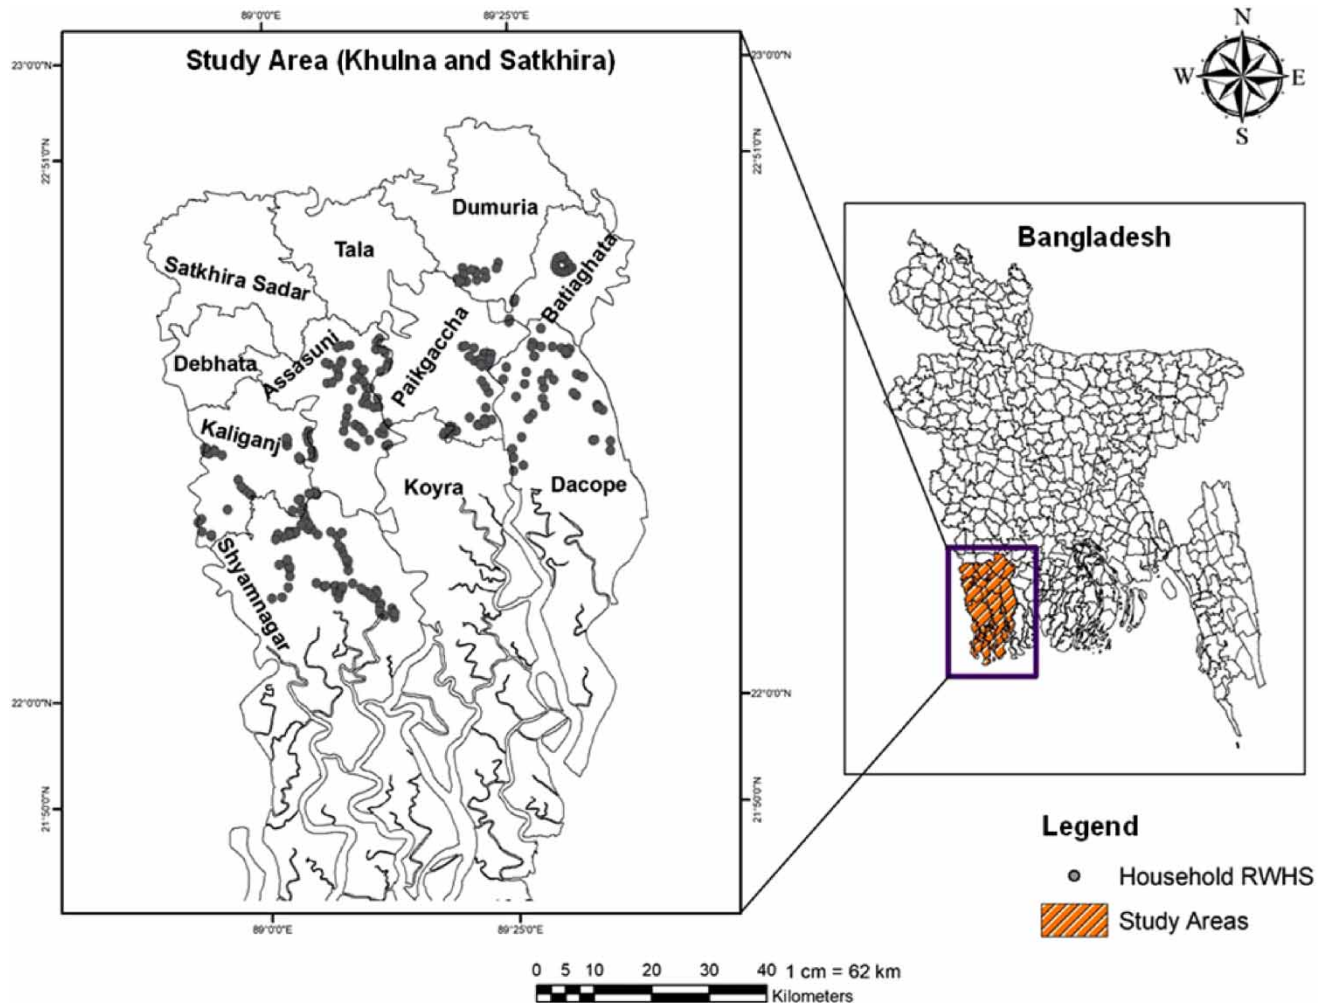 89°0'0"E
89°25'0"E
N
W
E
S
Study Area (Khulna and Satkhira)
23°0'0"N
23°0'0"N
22°51'0"N
22°51'0"N
Dumuria
Tala
Satkhira Sadar
Batiaghata
Bangladesh
Debhata
Assasuni
Paikgaccha
Kaliganj
Koyra
Dacope
Shyamnagar
22°0'0"N
22°0'0"N
21°50'0"N
21°50'0"N
89°0'0"E
89°25'0"E
Legend
Household RWHS
Study Areas
0 5 10 20 30 40 1 cm = 62 km
Kilometers